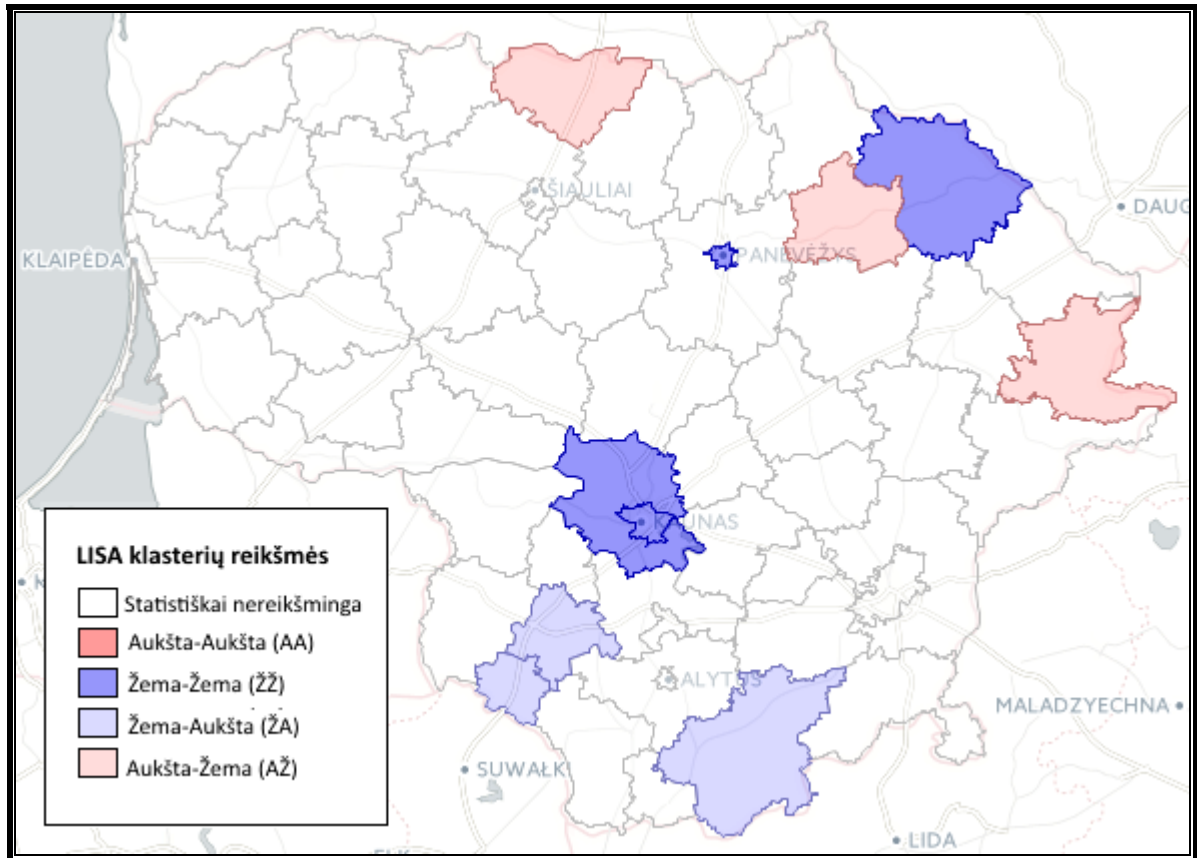 ŠIAULIAI
DAUG
KLAIPĖDA
PANEVĖŽYS
KAUNAS
LISA klasterių reikšmės
Statistiškai nereikšminga
Aukšta-Aukšta (AA)
Žema-Žema (ŽŽ)
Žema-Aukšta (ŽA)
Aukšta-Žema (AŽ)
ALYTUS
MALADZYECHNA
SUWAŁKI
LIDA